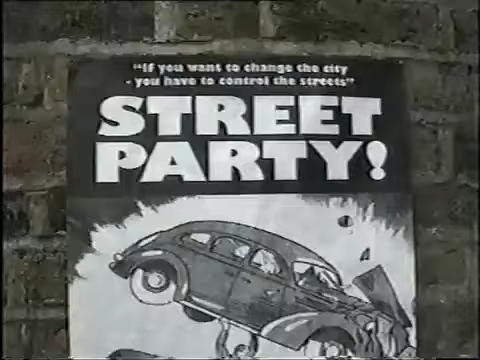 "If you want to change the city
- you have to control the streets"
STREET
PARTY!